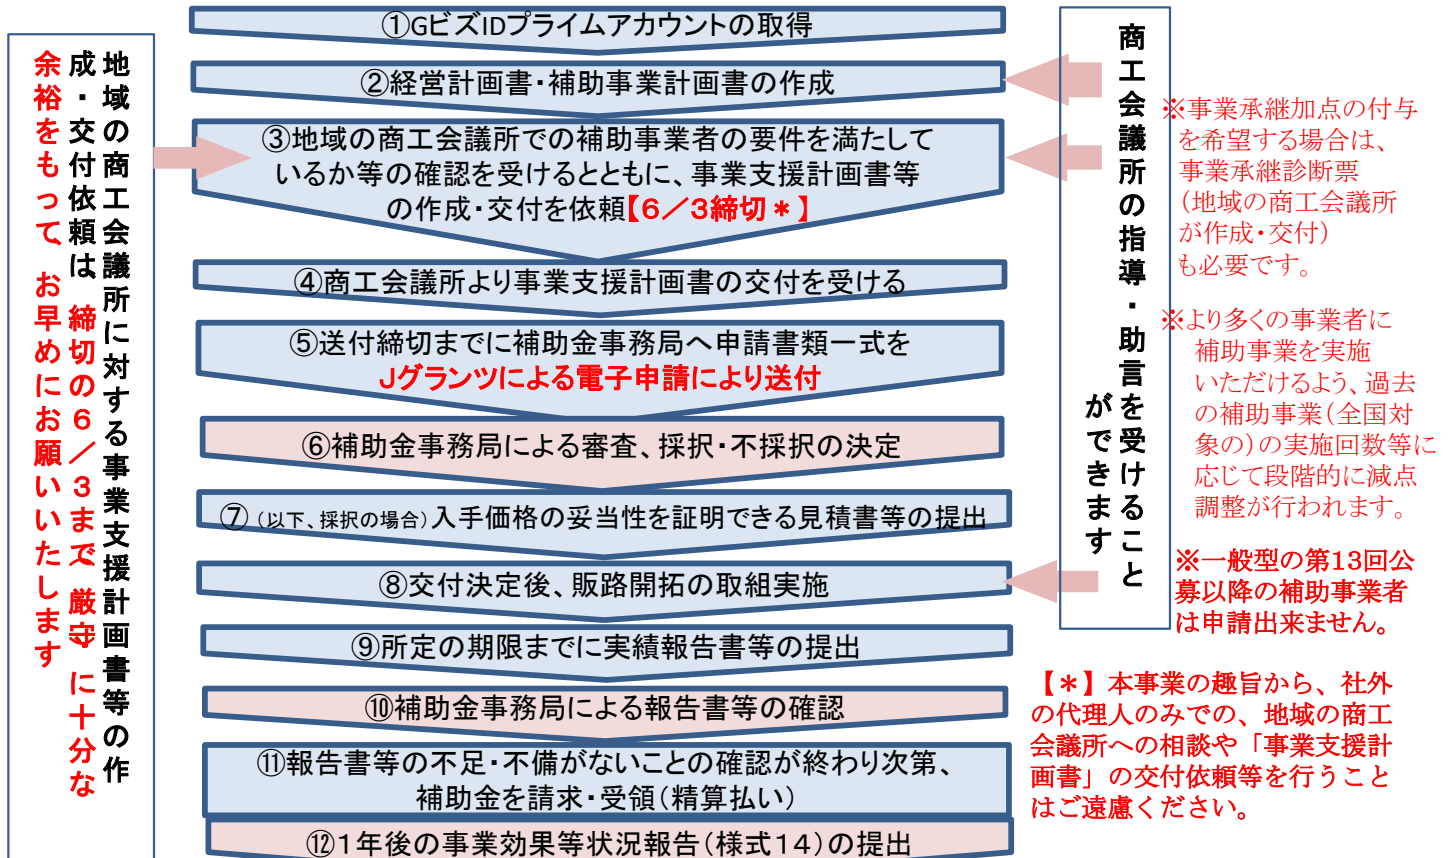 地域の商工会議所に対する事業支援計画書等の作
成・交付依頼は、締切の6/3まで、厳守に十分な
余裕をもって、お早めにお願いいたします
①GビズIDプライムアカウントの取得
②経営計画書・補助事業計画書の作成
③地域の商工会議所での補助事業者の要件を満たして
いるか等の確認を受けるとともに、事業支援計画書等
の作成・交付を依頼【6/3締切*】
④商工会議所より事業支援計画書の交付を受ける
⑤送付締切までに補助金事務局へ申請書類一式を
Jグランツによる電子申請により送付
⑥補助金事務局による審査、採択・不採択の決定
⑦(以下、採択の場合)入手価格の妥当性を証明できる見積書等の提出
⑧交付決定後、販路開拓の取組実施
⑨所定の期限までに実績報告書等の提出
⑩補助金事務局による報告書等の確認
⑪報告書等の不足・不備がないことの確認が終わり次第、
補助金を請求・受領(精算払い)
⑫1年後の事業効果等状況報告(様式14)の提出
商工会議所の指導・助言を受けること
ができます
※事業承継加点の付与
を希望する場合は、
事業承継診断票
(地域の商工会議所
が作成・交付)
も必要です。
※より多くの事業者に
補助事業を実施
いただけるよう、過去
の補助事業(全国対
象の)の実施回数等に
応じて段階的に減点
調整が行われます。
※一般型の第13回公
募以降の補助事業者
は申請出来ません。
【*】本事業の趣旨から、社外
の代理人のみでの、地域の商工
会議所への相談や「事業支援計
画書」の交付依頼等を行うこと
はご遠慮ください。